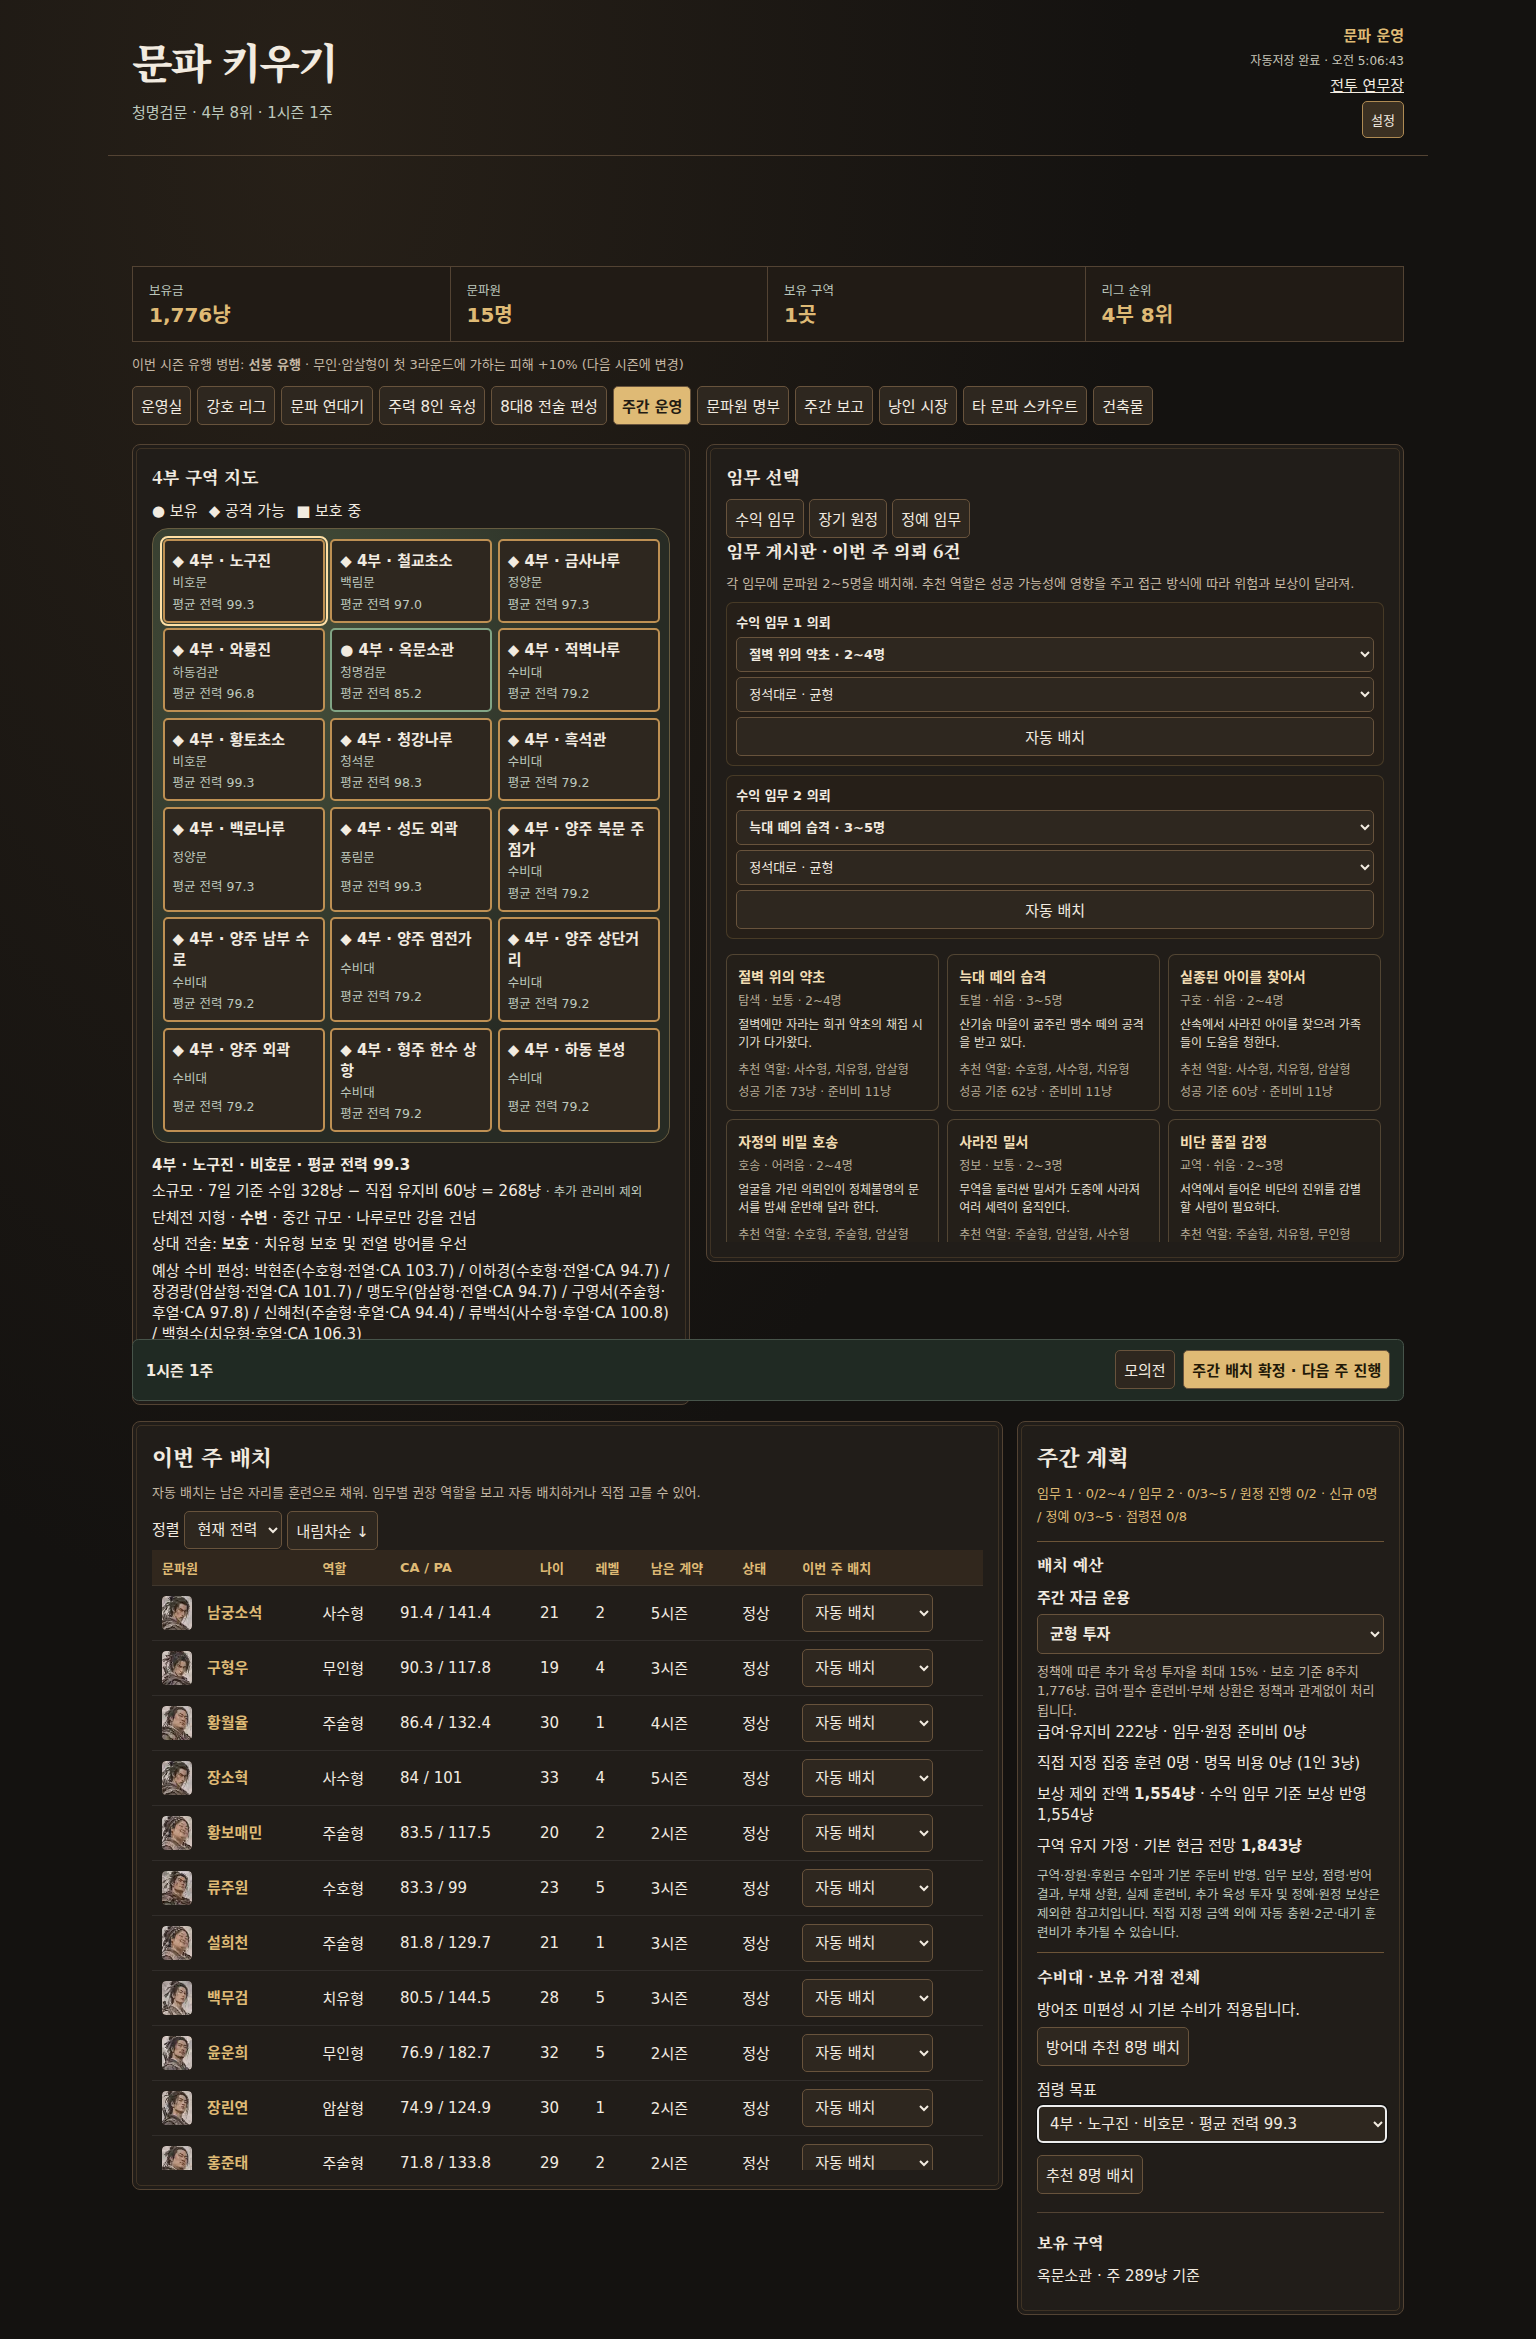 문파 키우기
청명검문 · 4부 8위 · 1시즌 1주
문파 운영
자동저장 완료 · 오전 5:06:43
전투 연무장
설정
보유금
1,776냥
문파원
15명
보유 구역
1곳
리그 순위
4부 8위
이번 시즌 유행 병법: 선봉 유행 · 무인·암살형이 첫 3라운드에 가하는 피해 +10% (다음 시즌에 변경)
운영실
강호 리그
문파 연대기
주력 8인 육성
8대8 전술 편성
주간 운영
문파원 명부
주간 보고
낭인 시장
타 문파 스카우트
건축물
4부 구역 지도
● 보유 ◆ 공격 가능 ■ 보호 중
◆ 4부 · 노구진
비호문
평균 전력 99.3
◆ 4부 · 철교초소
백림문
평균 전력 97.0
◆ 4부 · 금사나루
정양문
평균 전력 97.3
◆ 4부 · 와룡진
하동검관
평균 전력 96.8
● 4부 · 옥문소관
청명검문
평균 전력 85.2
◆ 4부 · 적벽나루
수비대
평균 전력 79.2
◆ 4부 · 황토초소
비호문
평균 전력 99.3
◆ 4부 · 청강나루
청석문
평균 전력 98.3
◆ 4부 · 흑석관
수비대
평균 전력 79.2
◆ 4부 · 백로나루
정양문
평균 전력 97.3
◆ 4부 · 성도 외곽
풍림문
평균 전력 99.3
◆ 4부 · 양주 북문 주
점가
수비대
평균 전력 79.2
◆ 4부 · 양주 남부 수
로
수비대
평균 전력 79.2
◆ 4부 · 양주 염전가
수비대
평균 전력 79.2
◆ 4부 · 양주 상단거
리
수비대
평균 전력 79.2
◆ 4부 · 양주 외곽
수비대
평균 전력 79.2
◆ 4부 · 형주 한수 상
항
수비대
평균 전력 79.2
◆ 4부 · 하동 본성
수비대
평균 전력 79.2
4부 · 노구진 · 비호문 · 평균 전력 99.3
소규모 · 7일 기준 수입 328냥 − 직접 유지비 60냥 = 268냥 · 추가 관리비 제외
단체전 지형 · 수변 · 중간 규모 · 나루로만 강을 건넘
상대 전술: 보호 · 치유형 보호 및 전열 방어를 우선
예상 수비 편성: 박현준(수호형·전열·CA 103.7) / 이하경(수호형·전열·CA 94.7) /
장경랑(암살형·전열·CA 101.7) / 맹도우(암살형·전열·CA 94.7) / 구영서(주술형·
후열·CA 97.8) / 신해천(주술형·후열·CA 94.4) / 류백석(사수형·후열·CA 100.8)
/ 백형수(치유형·후열·CA 106.3)
임무 선택
수익 임무
장기 원정
정예 임무
임무 게시판 · 이번 주 의뢰 6건
각 임무에 문파원 2~5명을 배치해. 추천 역할은 성공 가능성에 영향을 주고 접근 방식에 따라 위험과 보상이 달라져.
수익 임무 1 의뢰
절벽 위의 약초 · 2~4명
정석대로 · 균형
자동 배치
수익 임무 2 의뢰
늑대 떼의 습격 · 3~5명
정석대로 · 균형
자동 배치
절벽 위의 약초
탐색 · 보통 · 2~4명
절벽에만 자라는 희귀 약초의 채집 시
기가 다가왔다.
추천 역할: 사수형, 치유형, 암살형
성공 기준 73냥 · 준비비 11냥
늑대 떼의 습격
토벌 · 쉬움 · 3~5명
산기슭 마을이 굶주린 맹수 떼의 공격
을 받고 있다.
추천 역할: 수호형, 사수형, 치유형
성공 기준 62냥 · 준비비 11냥
실종된 아이를 찾아서
구호 · 쉬움 · 2~4명
산속에서 사라진 아이를 찾으려 가족
들이 도움을 청한다.
추천 역할: 사수형, 치유형, 암살형
성공 기준 60냥 · 준비비 11냥
자정의 비밀 호송
호송 · 어려움 · 2~4명
얼굴을 가린 의뢰인이 정체불명의 문
서를 밤새 운반해 달라 한다.
추천 역할: 수호형, 주술형, 암살형
사라진 밀서
정보 · 보통 · 2~3명
무역을 둘러싼 밀서가 도중에 사라져
여러 세력이 움직인다.
추천 역할: 주술형, 암살형, 사수형
비단 품질 감정
교역 · 쉬움 · 2~3명
서역에서 들어온 비단의 진위를 감별
할 사람이 필요하다.
추천 역할: 주술형, 치유형, 무인형
1시즌 1주
모의전
주간 배치 확정 · 다음 주 진행
이번 주 배치
자동 배치는 남은 자리를 훈련으로 채워. 임무별 권장 역할을 보고 자동 배치하거나 직접 고를 수 있어.
정렬 현재 전력 내림차순 ↓
문파원 역할 CA / PA 나이 레벨 남은 계약 상태 이번 주 배치
남궁소석 사수형 91.4 / 141.4 21 2 5시즌 정상 자동 배치
구형우 무인형 90.3 / 117.8 19 4 3시즌 정상 자동 배치
황월율 주술형 86.4 / 132.4 30 1 4시즌 정상 자동 배치
장소혁 사수형 84 / 101 33 4 5시즌 정상 자동 배치
황보매민 주술형 83.5 / 117.5 20 2 2시즌 정상 자동 배치
류주원 수호형 83.3 / 99 23 5 3시즌 정상 자동 배치
설희천 주술형 81.8 / 129.7 21 1 3시즌 정상 자동 배치
백무검 치유형 80.5 / 144.5 28 5 3시즌 정상 자동 배치
윤운희 무인형 76.9 / 182.7 32 5 2시즌 정상 자동 배치
장린연 암살형 74.9 / 124.9 30 1 2시즌 정상 자동 배치
홍준태 주술형 71.8 / 133.8 29 2 2시즌 정상 자동 배치
주간 계획
임무 1 · 0/2~4 / 임무 2 · 0/3~5 / 원정 진행 0/2 · 신규 0명
/ 정예 0/3~5 · 점령전 0/8
배치 예산
주간 자금 운용
균형 투자
정책에 따른 추가 육성 투자율 최대 15% · 보호 기준 8주치
1,776냥. 급여·필수 훈련비·부채 상환은 정책과 관계없이 처리
됩니다.
급여·유지비 222냥 · 임무·원정 준비비 0냥
직접 지정 집중 훈련 0명 · 명목 비용 0냥 (1인 3냥)
보상 제외 잔액 1,554냥 · 수익 임무 기준 보상 반영
1,554냥
구역 유지 가정 · 기본 현금 전망 1,843냥
구역·장원·후원금 수입과 기본 주둔비 반영. 임무 보상, 점령·방어
결과, 부채 상환, 실제 훈련비, 추가 육성 투자 및 정예·원정 보상은
제외한 참고치입니다. 직접 지정 금액 외에 자동 충원·2군·대기 훈
련비가 추가될 수 있습니다.
수비대 · 보유 거점 전체
방어조 미편성 시 기본 수비가 적용됩니다.
방어대 추천 8명 배치
점령 목표
4부 · 노구진 · 비호문 · 평균 전력 99.3
추천 8명 배치
보유 구역
옥문소관 · 주 289냥 기준